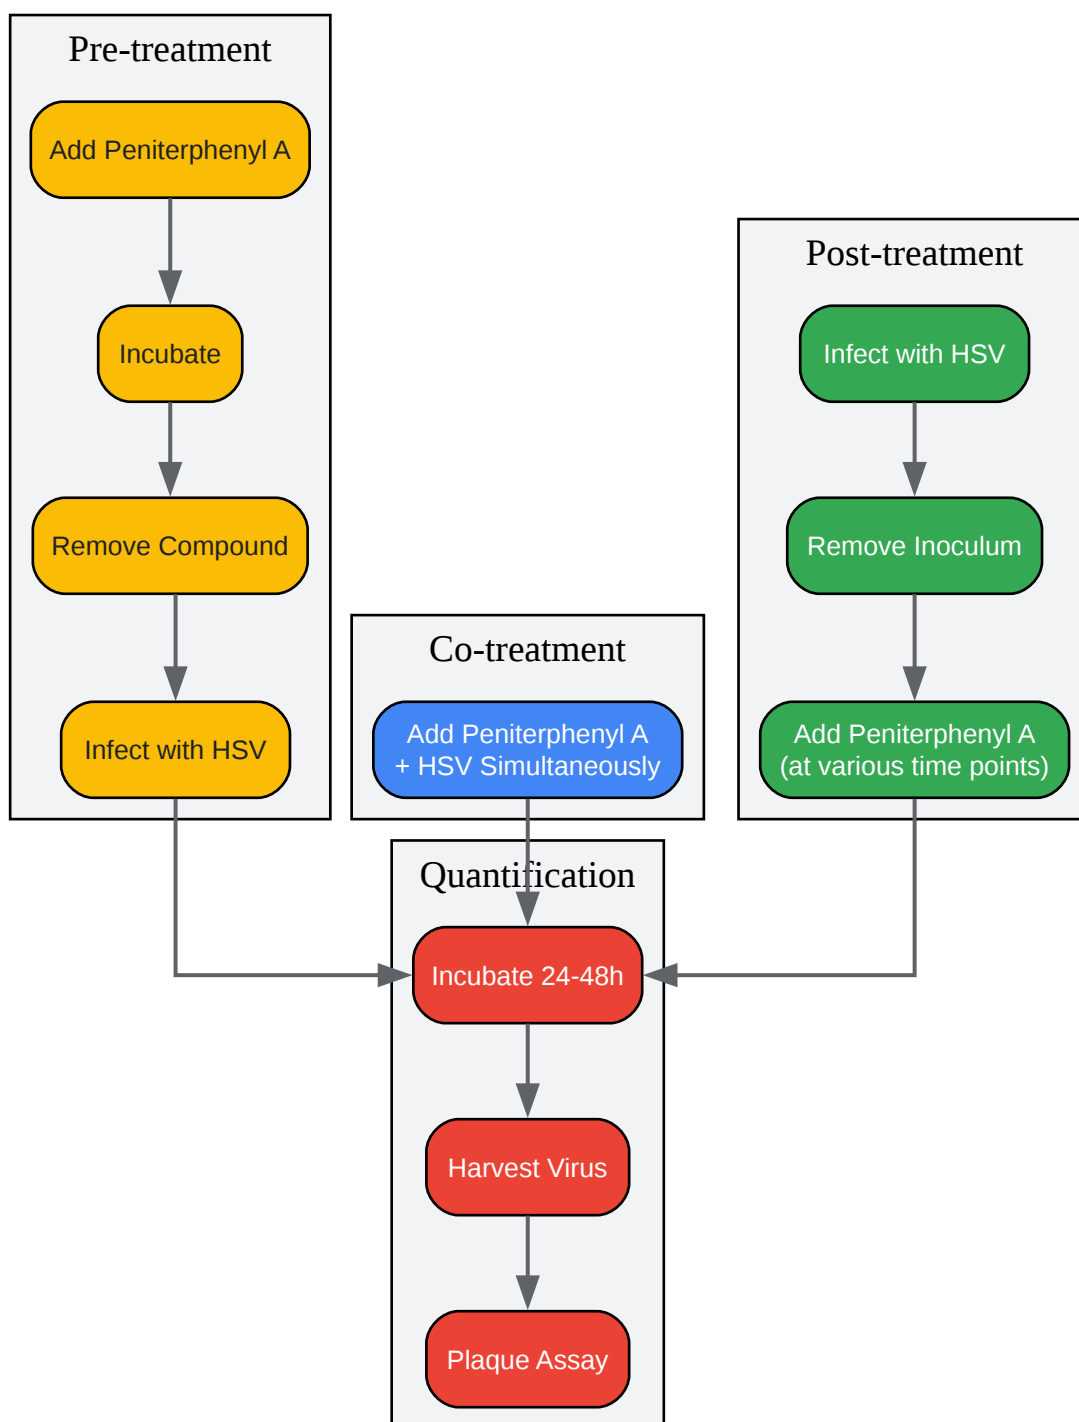 Pre-treatment
Add Peniterphenyl A
Incubate
Remove Compound
Infect with HSV
Co-treatment
Add Peniterphenyl A
+ HSV Simultaneously
Post-treatment
Infect with HSV
Remove Inoculum
Add Peniterphenyl A
(at various time points)
Quantification
Incubate 24-48h
Harvest Virus
Plaque Assay